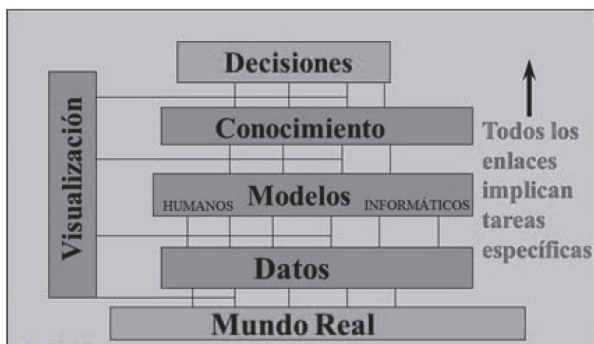 Decisiones
Visualización
Conocimiento
Todos los
enlaces
implican
tareas
específicas
HUMANOS Modelos INFORMÁTICOS
Datos
Mundo Real